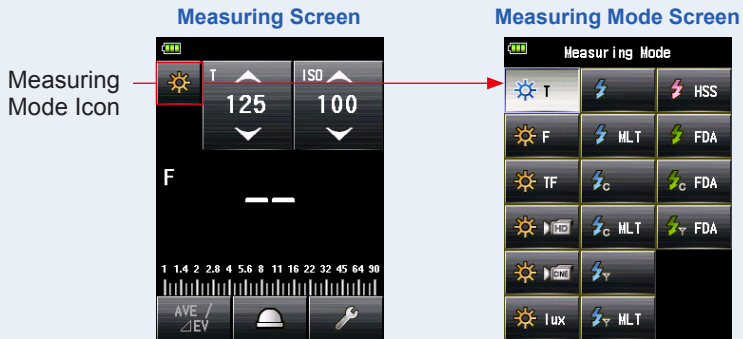 Measuring Screen
Measuring Mode Screen
Measuring
Mode Icon
T
125
ISO
100
F
1 1.4 2 2.8 4 5.6 8 11 16 22 32 45 64 90
AVE /
⊿EV
Measuring Mode
T
HSS
F
MLT
FDA
TF
C
C FDA
HD
C MLT
Y FDA
CINE
Y
lux
Y MLT